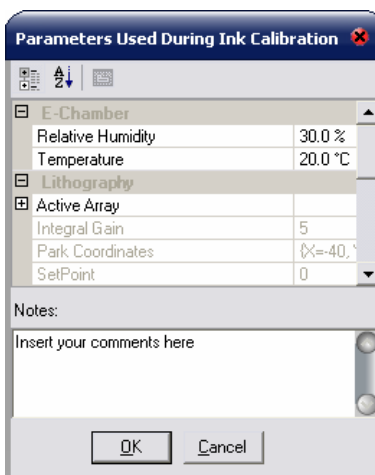 Parameters Used During Ink Calibration
E-Chamber
Relative Humidity 30.0 %
Temperature 20.0 °C
Lithography
Active Array
Integral Gain 5
Park Coordinates {X=-40,
SetPoint 0
Notes:
Insert your comments here
OK Cancel